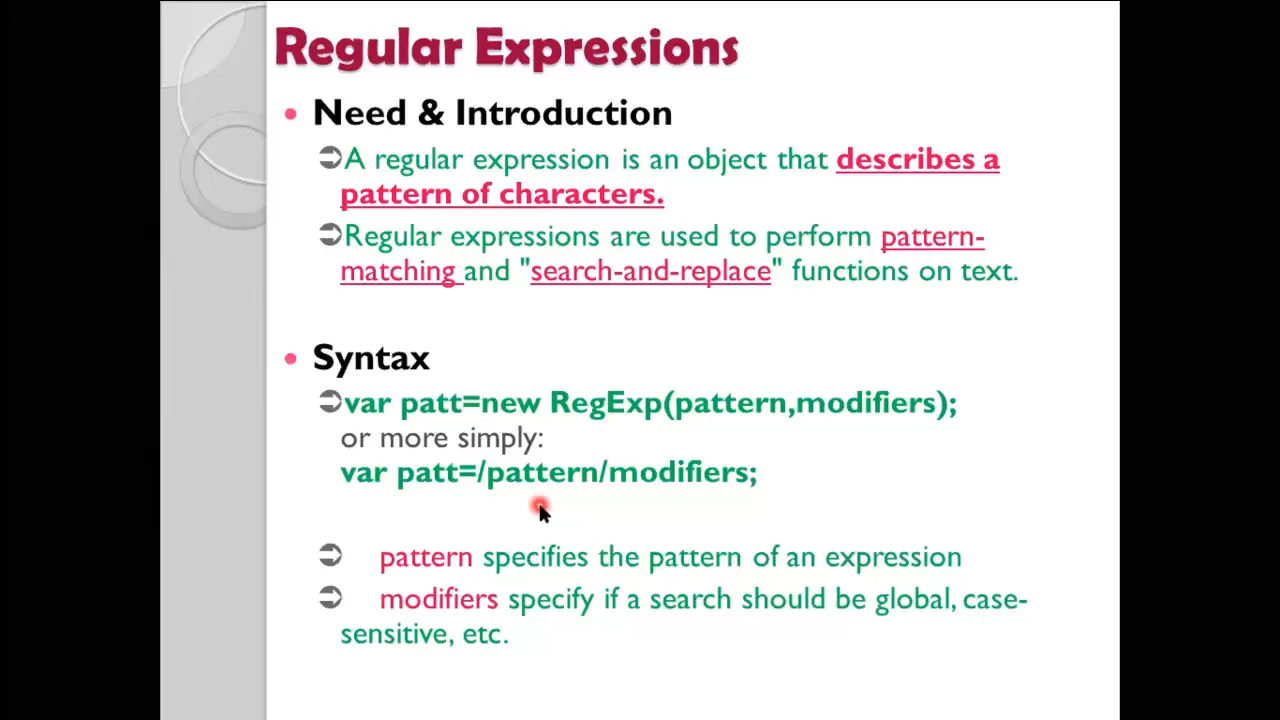 Regular Expressions
• Need & Introduction
➲A regular expression is an object that describes a
pattern of characters.
➲Regular expressions are used to perform pattern-
matching and "search-and-replace" functions on text.
• Syntax
➲var patt=new RegExp(pattern,modifiers);
or more simply:
var patt=/pattern/modifiers;
➲ pattern specifies the pattern of an expression
➲ modifiers specify if a search should be global, case-
sensitive, etc.